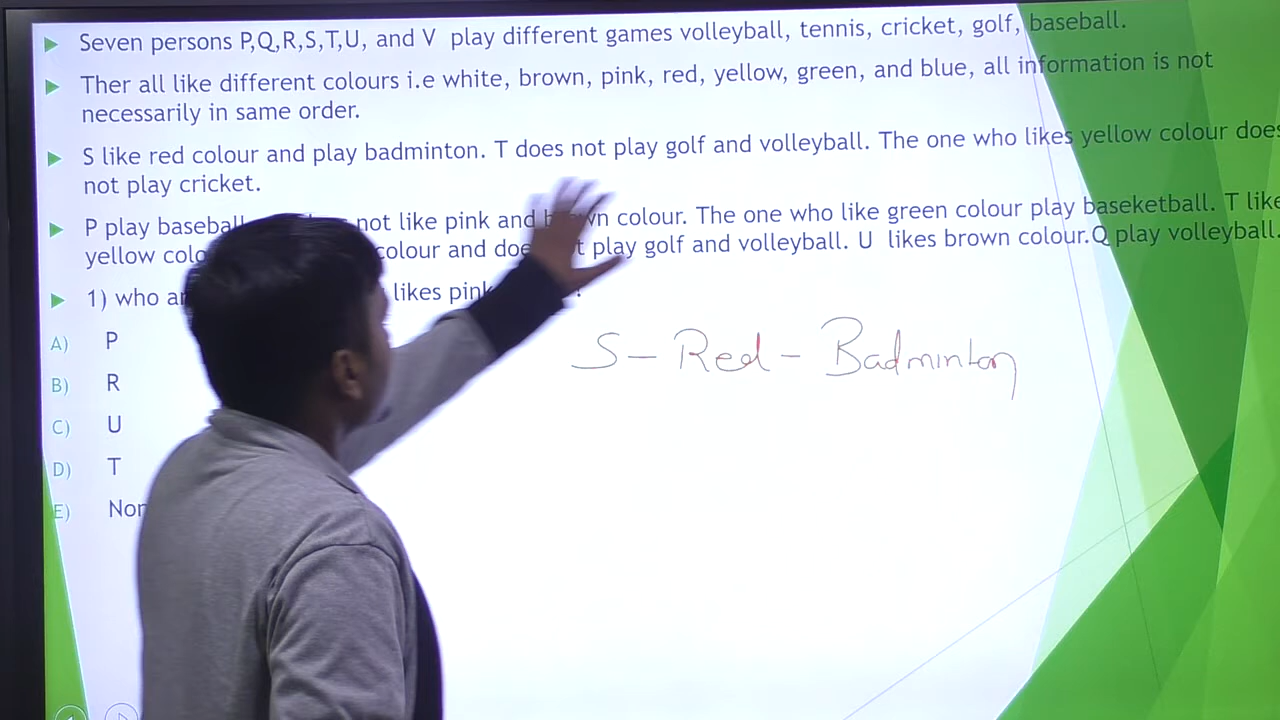 Seven persons P,Q,R,S,T,U, and V play different games volleyball, tennis, cricket, golf, baseball.
Ther all like different colours i.e white, brown, pink, red, yellow, green, and blue, all information is not
necessarily in same order.
S like red colour and play badminton. T does not play golf and volleyball. The one who likes yellow colour does
not play cricket.
P play baseball not like pink and colour. The one who like green colour play baseketball. T like
yellow colour and play golf and volleyball. U likes brown colour.Q play volleyball.
1) who likes
A) P
B) R
C) U
D) T
E)
S - Red - Badminton